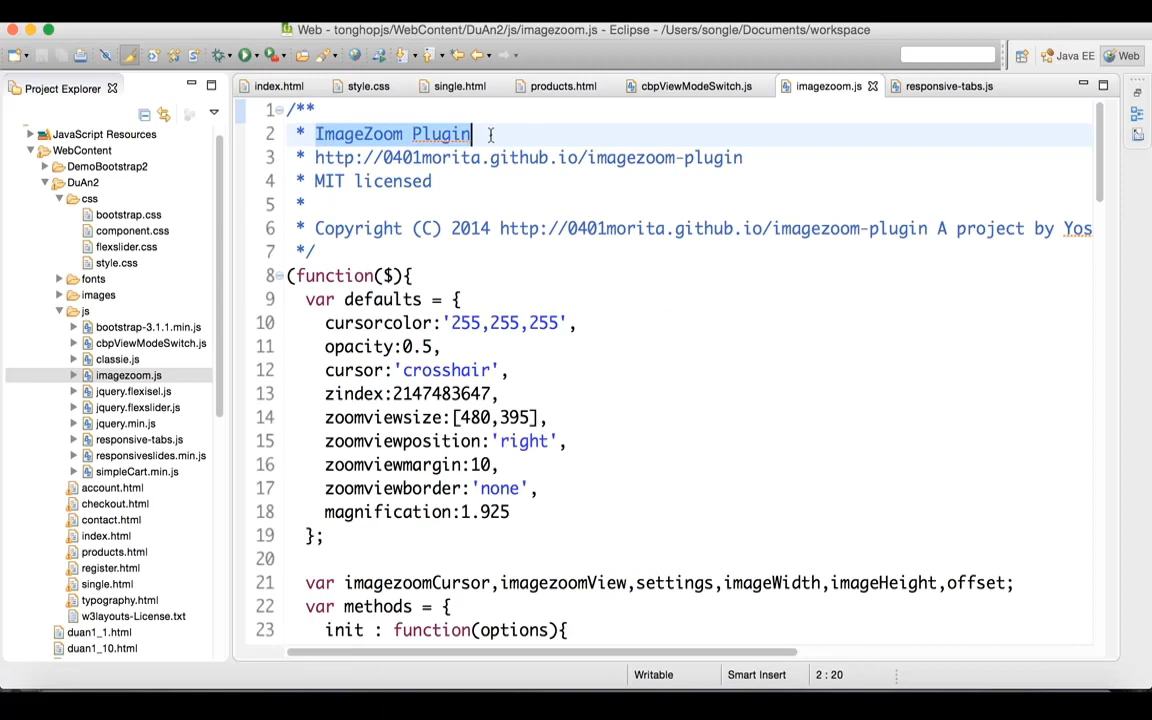 Web - tonghopjs/WebContent/DuAn2/js/imagezoom.js - Eclipse - /Users/songle/Documents/workspace
Java EE
Web
Project Explorer
JavaScript Resources
WebContent
DemoBootstrap2
DuAn2
css
bootstrap.css
component.css
flexslider.css
style.css
fonts
images
js
bootstrap-3.1.1.min.js
cbpViewModeSwitch.js
classie.js
imagezoom.js
jquery.flexisel.js
jquery.flexslider.js
jquery.min.js
responsive-tabs.js
responsiveslides.min.js
simpleCart.min.js
account.html
checkout.html
contact.html
index.html
products.html
register.html
single.html
typography.html
w3layouts-License.txt
duan1_1.html
duan1_10.html
index.html
style.css
single.html
products.html
cbpViewModeSwitch.js
imagezoom.js
responsive-tabs.js
1 /**
2 * ImageZoom Plugin
3 * http://0401morita.github.io/imagezoom-plugin
4 * MIT licensed
5 *
6 * Copyright (C) 2014 http://0401morita.github.io/imagezoom-plugin A project by Yos
7 */
8 (function($){
9 var defaults = {
10 cursorcolor:'255,255,255',
11 opacity:0.5,
12 cursor:'crosshair',
13 zindex:2147483647,
14 zoomviewsize:[480,395],
15 zoomviewposition:'right',
16 zoomviewmargin:10,
17 zoomviewborder:'none',
18 magnification:1.925
19 };
20
21 var imagezoomCursor,imagezoomView,settings,imageWidth,imageHeight,offset;
22 var methods = {
23 init : function(options){
Writable
Smart Insert
2 : 20